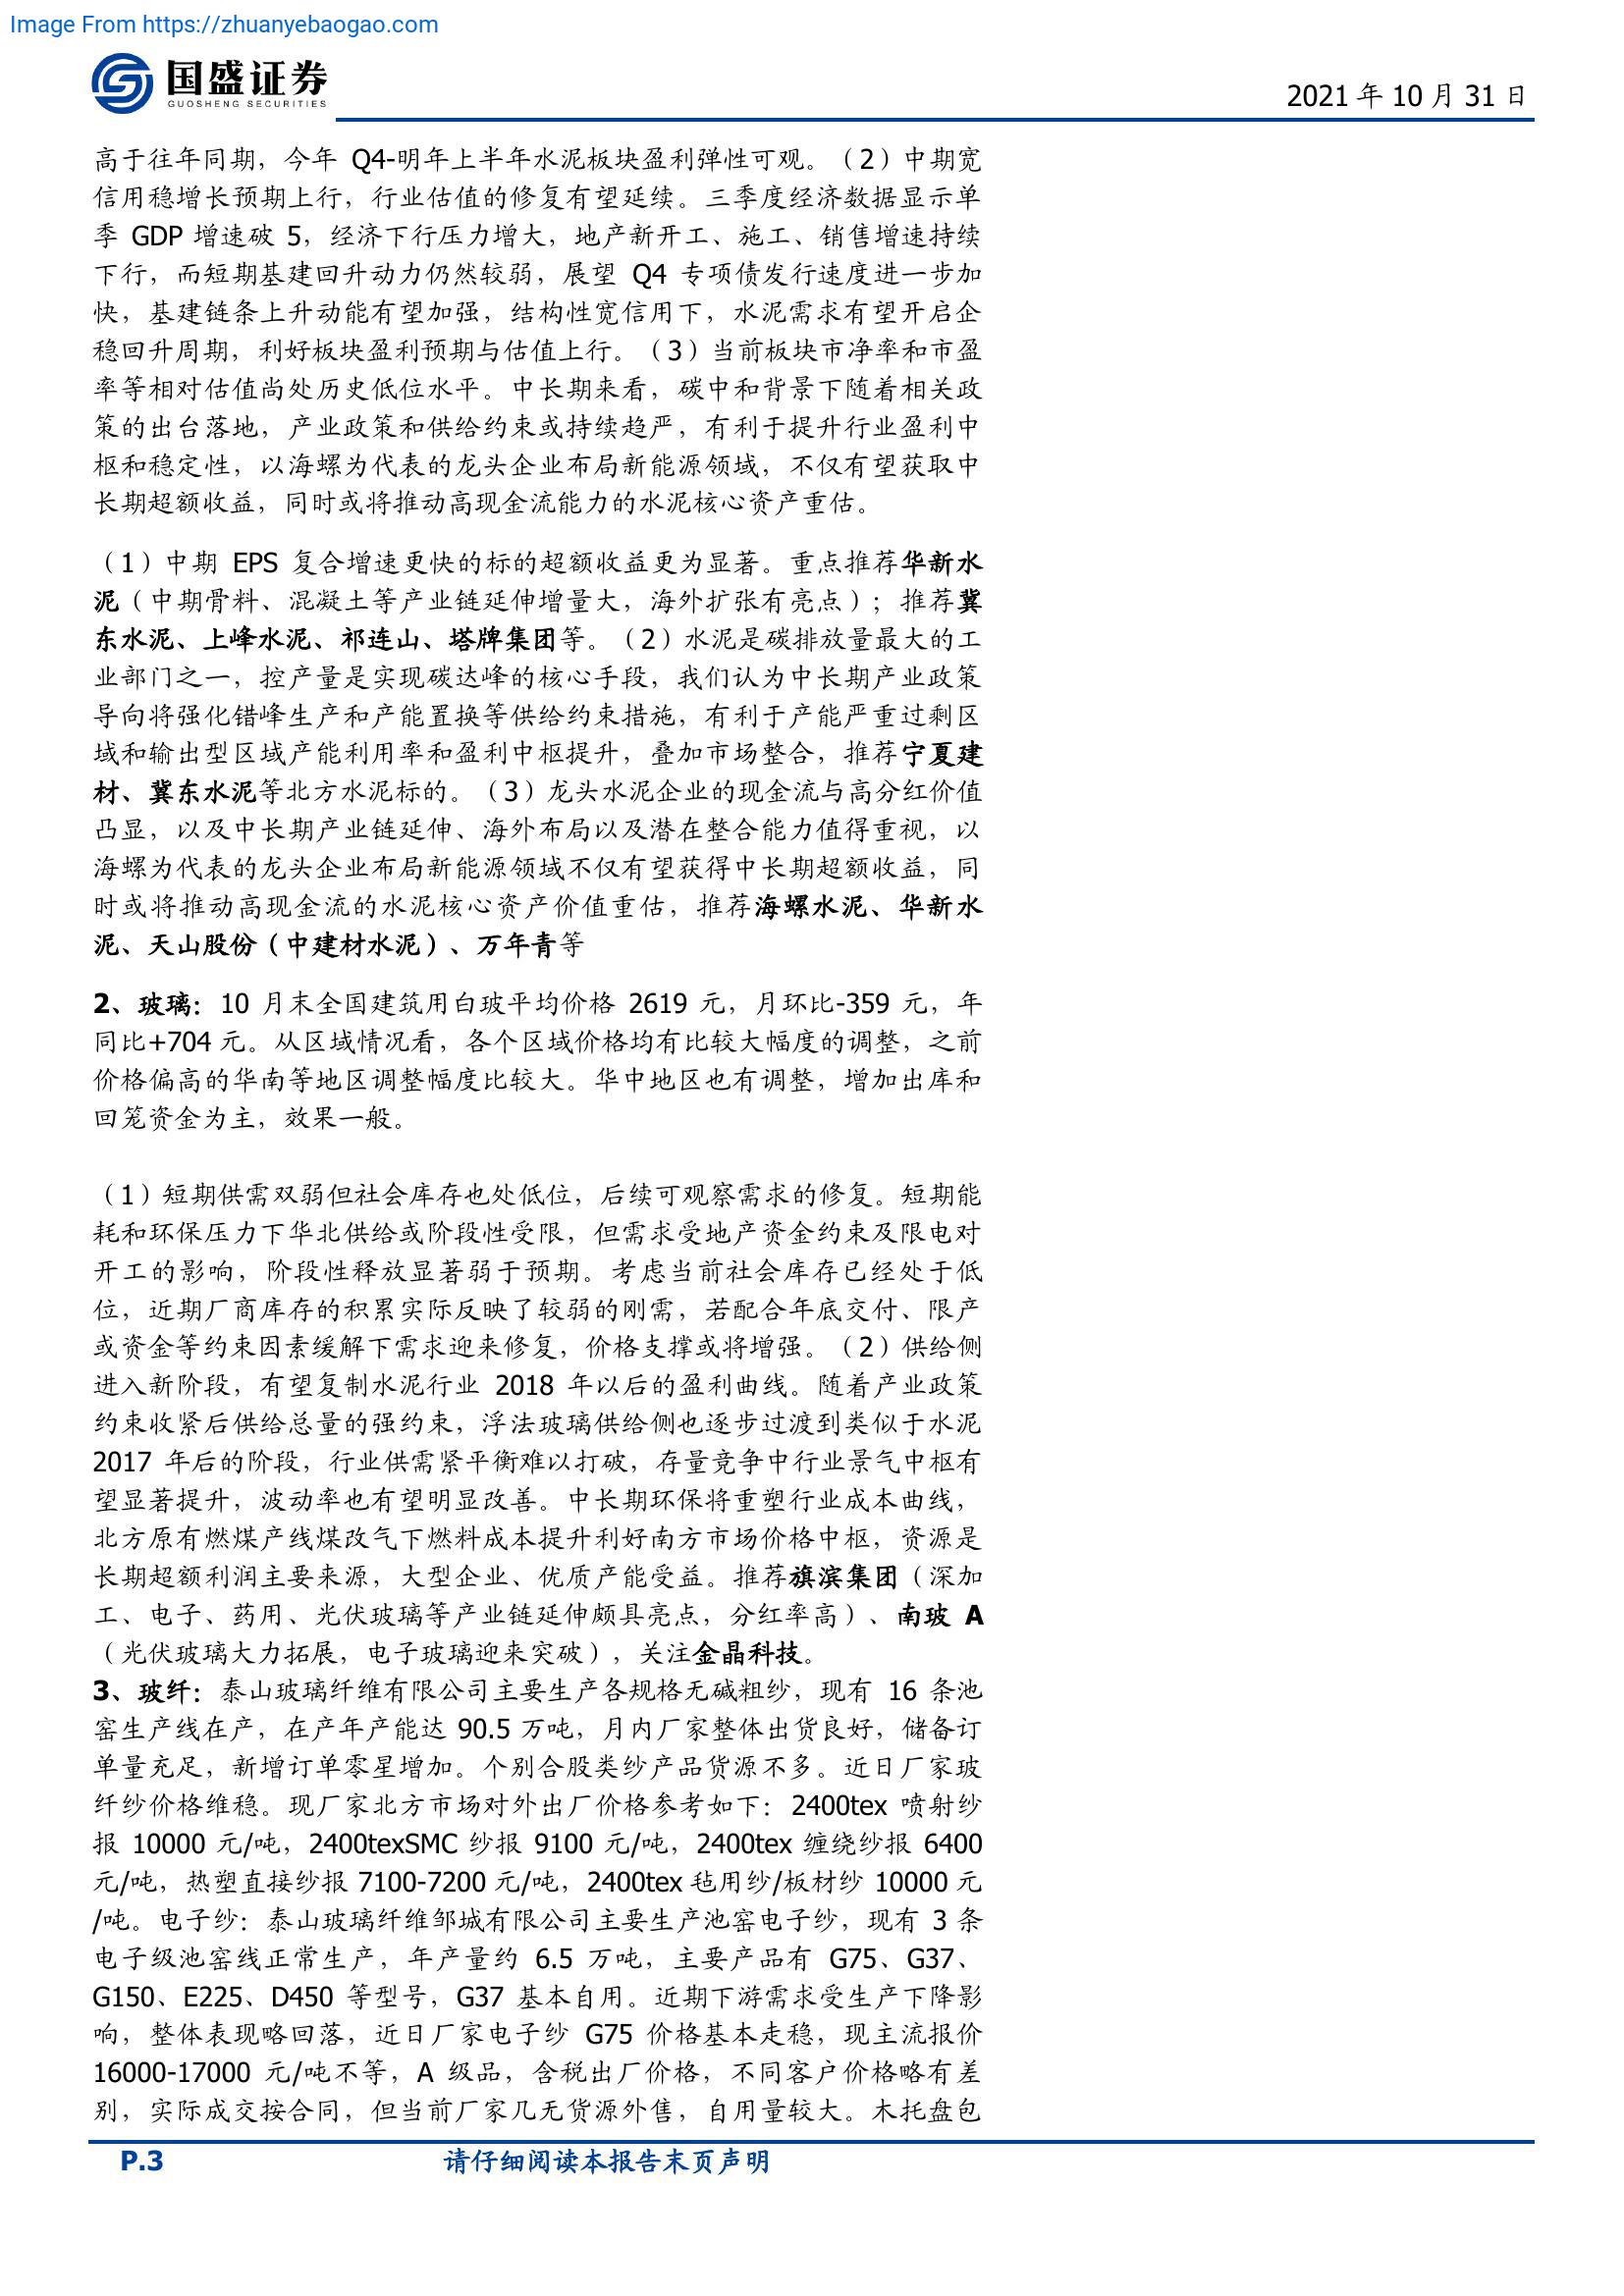 Image From https://zhuanyebaogao.com
国盛证券
GUOSHENG SECURITIES
2021年10月31日
高于往年同期，今年 Q4-明年上半年水泥板块盈利弹性可观。（2）中期宽
信用稳增长预期上行，行业估值的修复有望延续。三季度经济数据显示单
季 GDP 增速破 5，经济下行压力增大，地产新开工、施工、销售增速持续
下行，而短期基建回升动力仍然较弱，展望 Q4 专项债发行速度进一步加
快，基建链条上升动能有望加强，结构性宽信用下，水泥需求有望开启企
稳回升周期，利好板块盈利预期与估值上行。（3）当前板块市净率和市盈
率等相对估值尚处历史低位水平。中长期来看，碳中和背景下随着相关政
策的出台落地，产业政策和供给约束或持续趋严，有利于提升行业盈利中
枢和稳定性，以海螺为代表的龙头企业布局新能源领域，不仅有望获取中
长期超额收益，同时或将推动高现金流能力的水泥核心资产重估。
（1）中期 EPS 复合增速更快的标的超额收益更为显著。重点推荐华新水
泥（中期骨料、混凝土等产业链延伸增量大，海外扩张有亮点）；推荐冀
东水泥、上峰水泥、祁连山、塔牌集团等。（2）水泥是碳排放量最大的工
业部门之一，控产量是实现碳达峰的核心手段，我们认为中长期产业政策
导向将强化错峰生产和产能置换等供给约束措施，有利于产能严重过剩区
域和输出型区域产能利用率和盈利中枢提升，叠加市场整合，推荐宁夏建
材、冀东水泥等北方水泥标的。（3）龙头水泥企业的现金流与高分红价值
凸显，以及中长期产业链延伸、海外布局以及潜在整合能力值得重视，以
海螺为代表的龙头企业布局新能源领域不仅有望获得中长期超额收益，同
时或将推动高现金流的水泥核心资产价值重估，推荐海螺水泥、华新水
泥、天山股份（中建材水泥）、万年青等
2、玻璃：10 月末全国建筑用白玻平均价格 2619 元，月环比-359 元，年
同比+704 元。从区域情况看，各个区域价格均有比较大幅度的调整，之前
价格偏高的华南等地区调整幅度比较大。华中地区也有调整，增加出库和
回笼资金为主，效果一般。
（1）短期供需双弱但社会库存也处低位，后续可观察需求的修复。短期能
耗和环保压力下华北供给或阶段性受限，但需求受地产资金约束及限电对
开工的影响，阶段性释放显著弱于预期。考虑当前社会库存已经处于低
位，近期厂商库存的积累实际反映了较弱的刚需，若配合年底交付、限产
或资金等约束因素缓解下需求迎来修复，价格支撑或将增强。（2）供给侧
进入新阶段，有望复制水泥行业 2018 年以后的盈利曲线。随着产业政策
约束收紧后供给总量的强约束，浮法玻璃供给侧也逐步过渡到类似于水泥
2017 年后的阶段，行业供需紧平衡难以打破，存量竞争中行业景气中枢有
望显著提升，波动率也有望明显改善。中长期环保将重塑行业成本曲线，
北方原有燃煤产线煤改气下燃料成本提升利好南方市场价格中枢，资源是
长期超额利润主要来源，大型企业、优质产能受益。推荐旗滨集团（深加
工、电子、药用、光伏玻璃等产业链延伸颇具亮点，分红率高）、南玻 A
（光伏玻璃大力拓展，电子玻璃迎来突破），关注金晶科技。
3、玻纤：泰山玻璃纤维有限公司主要生产各规格无碱粗纱，现有 16 条池
窑生产线在产，在产年产能达 90.5 万吨，月内厂家整体出货良好，储备订
单量充足，新增订单零星增加。个别合股类纱产品货源不多。近日厂家玻
纤纱价格维稳。现厂家北方市场对外出厂价格参考如下：2400tex 喷射纱
报 10000 元/吨，2400texSMC 纱报 9100 元/吨，2400tex 缠绕纱报 6400
元/吨，热塑直接纱报 7100-7200 元/吨，2400tex 毡用纱/板材纱 10000 元
/吨。电子纱：泰山玻璃纤维邹城有限公司主要生产池窑电子纱，现有 3 条
电子级池窑线正常生产，年产量约 6.5 万吨，主要产品有 G75、G37、
G150、E225、D450 等型号，G37 基本自用。近期下游需求受生产下降影
响，整体表现略回落，近日厂家电子纱 G75 价格基本走稳，现主流报价
16000-17000 元/吨不等，A 级品，含税出厂价格，不同客户价格略有差
别，实际成交按合同，但当前厂家几无货源外售，自用量较大。木托盘包
P.3
请仔细阅读本报告末页声明